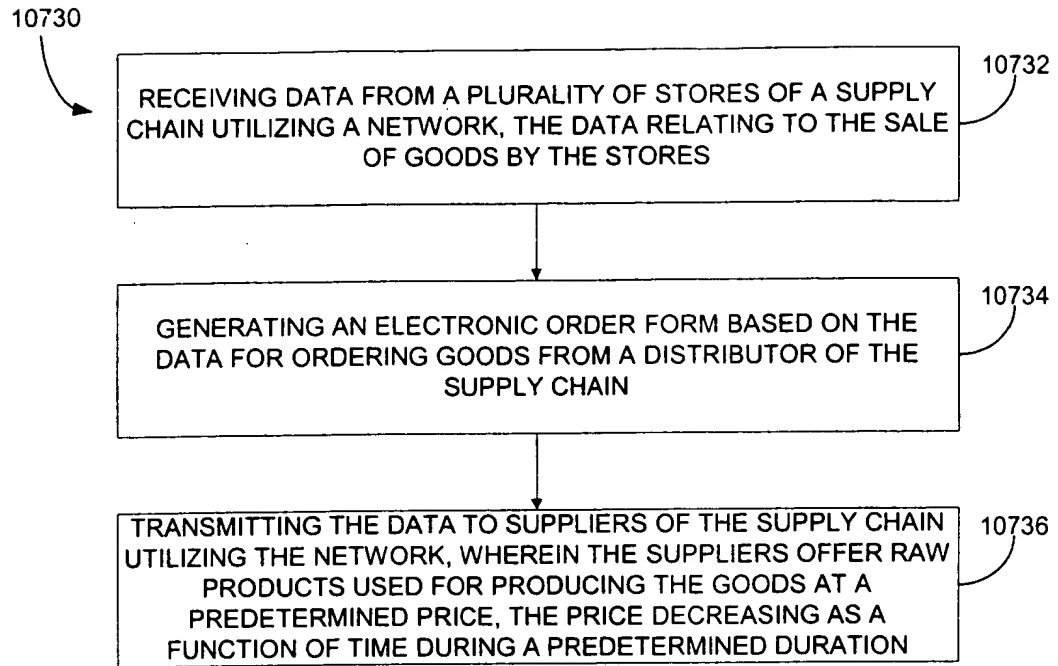 10730
10732
RECEIVING DATA FROM A PLURALITY OF STORES OF A SUPPLY
CHAIN UTILIZING A NETWORK, THE DATA RELATING TO THE SALE
OF GOODS BY THE STORES
10734
GENERATING AN ELECTRONIC ORDER FORM BASED ON THE
DATA FOR ORDERING GOODS FROM A DISTRIBUTOR OF THE
SUPPLY CHAIN
10736
TRANSMITTING THE DATA TO SUPPLIERS OF THE SUPPLY CHAIN
UTILIZING THE NETWORK, WHEREIN THE SUPPLIERS OFFER RAW
PRODUCTS USED FOR PRODUCING THE GOODS AT A
PREDETERMINED PRICE, THE PRICE DECREASING AS A
FUNCTION OF TIME DURING A PREDETERMINED DURATION